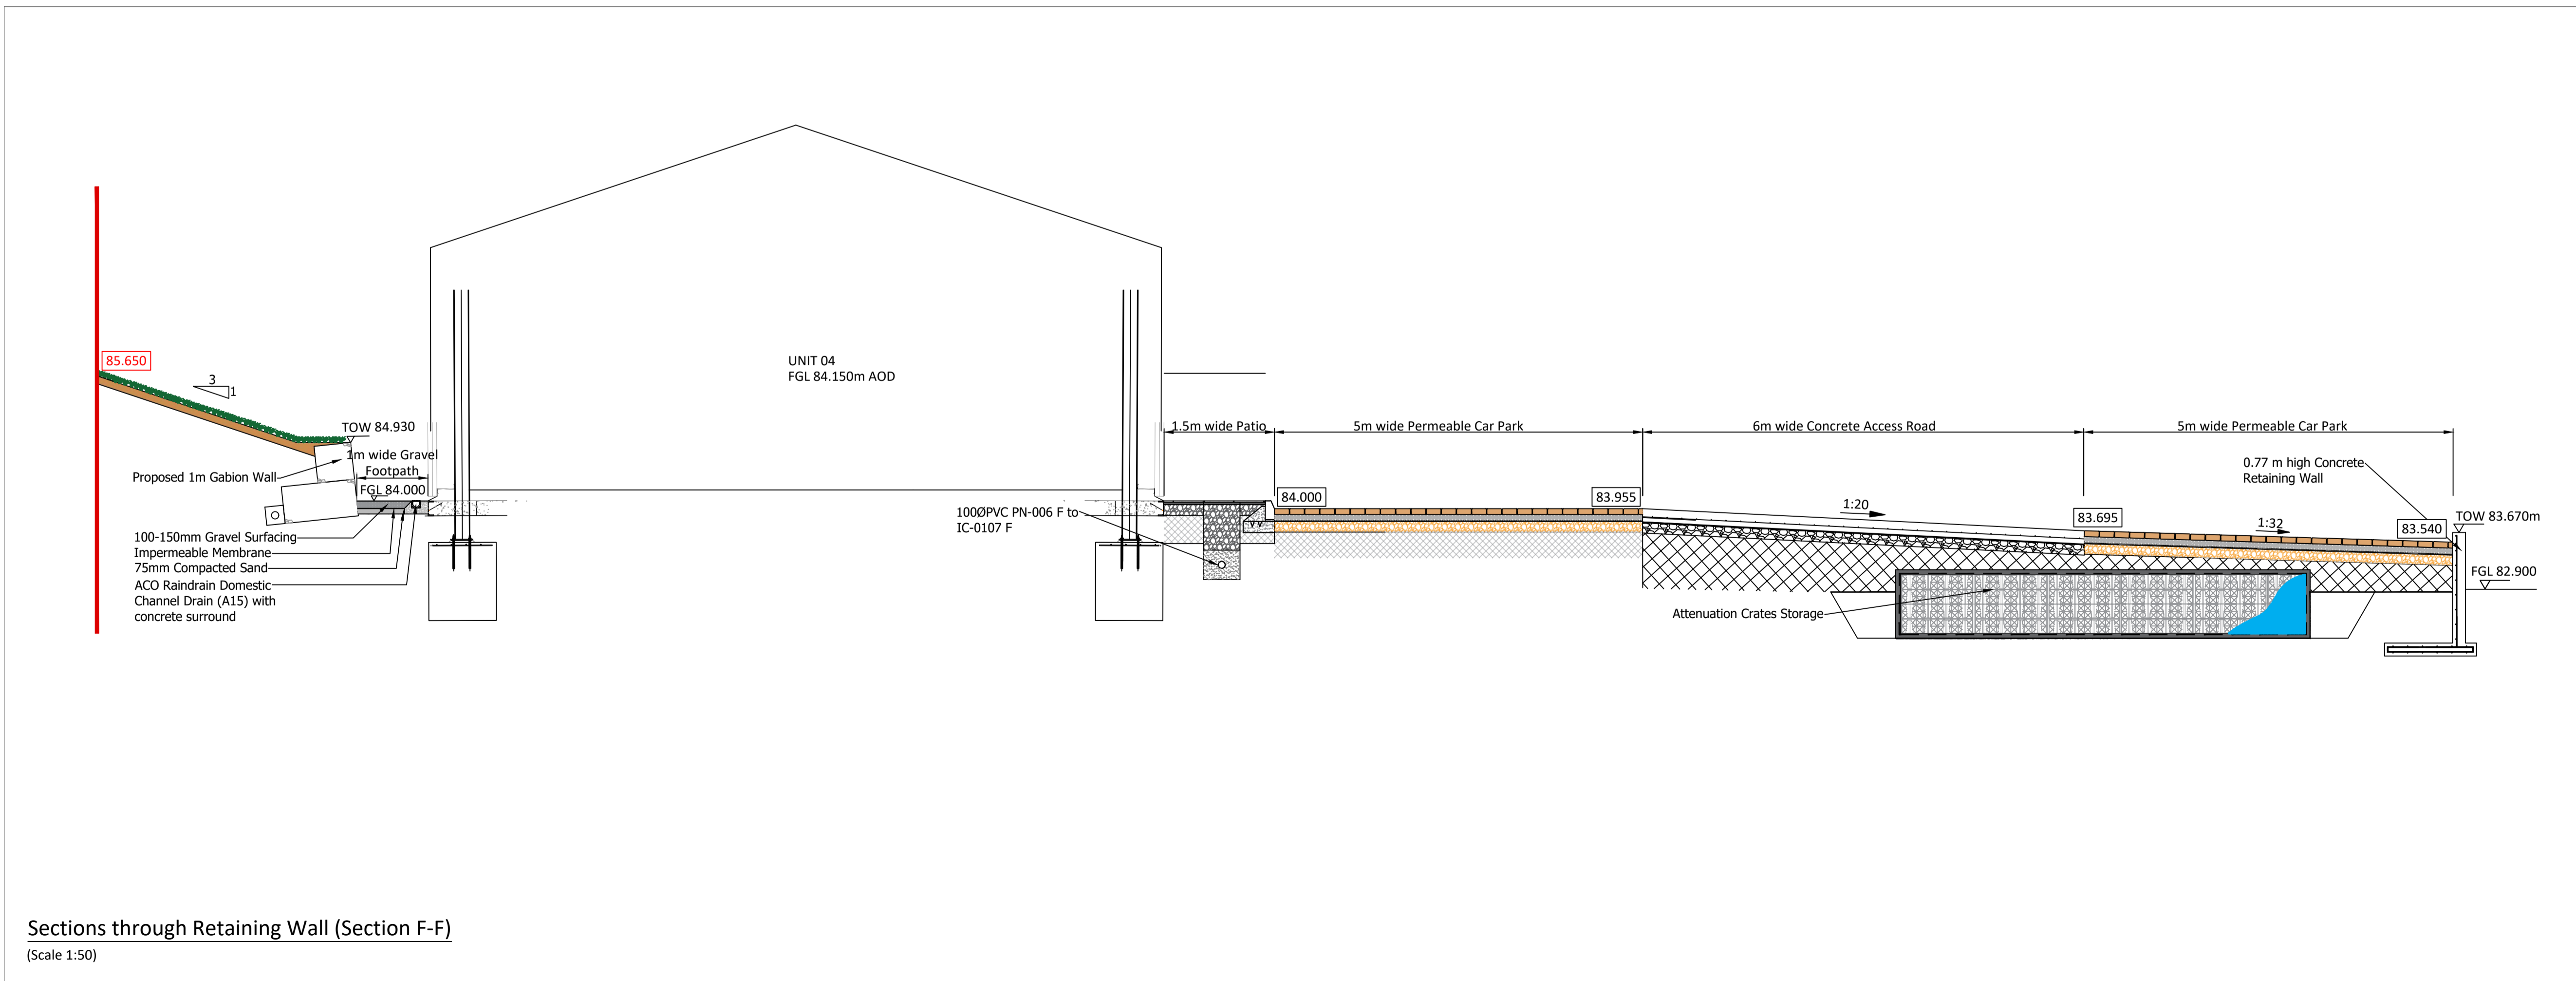 85.650
3
1
TOW 84.930
1m wide Gravel
Footpath
Proposed 1m Gabion Wall
FGL 84.000
100-150mm Gravel Surfacing
Impermeable Membrane
75mm Compacted Sand
ACO Raindrain Domestic
Channel Drain (A15) with
concrete surround
UNIT 04
FGL 84.150m AOD
1.5m wide Patio
5m wide Permeable Car Park
6m wide Concrete Access Road
5m wide Permeable Car Park
0.77 m high Concrete
Retaining Wall
100ØPVC PN-006 F to
IC-0107 F
84.000
83.955
1:20
83.695
1:32
83.540
TOW 83.670m
FGL 82.900
Attenuation Crates Storage
Sections through Retaining Wall (Section F-F)
(Scale 1:50)